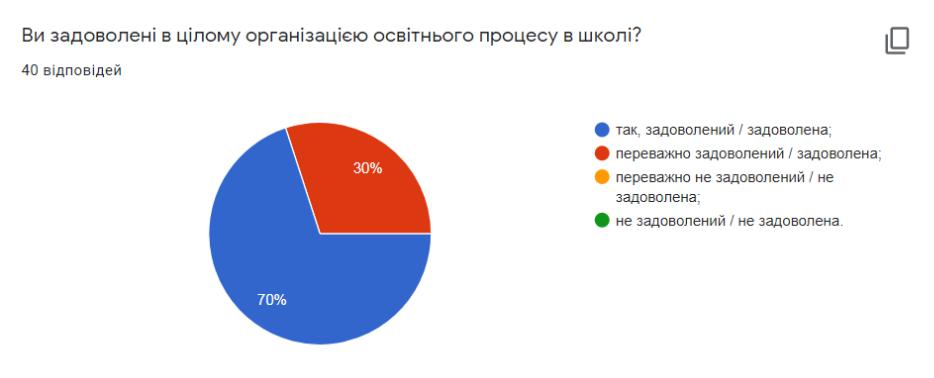 Ви задоволені в цілому організацією освітнього процесу в школі?
40 відповідей
30%
70%
так, задоволений / задоволена;
переважно задоволений / задоволена;
переважно не задоволений / не
задоволена;
не задоволений / не задоволена.